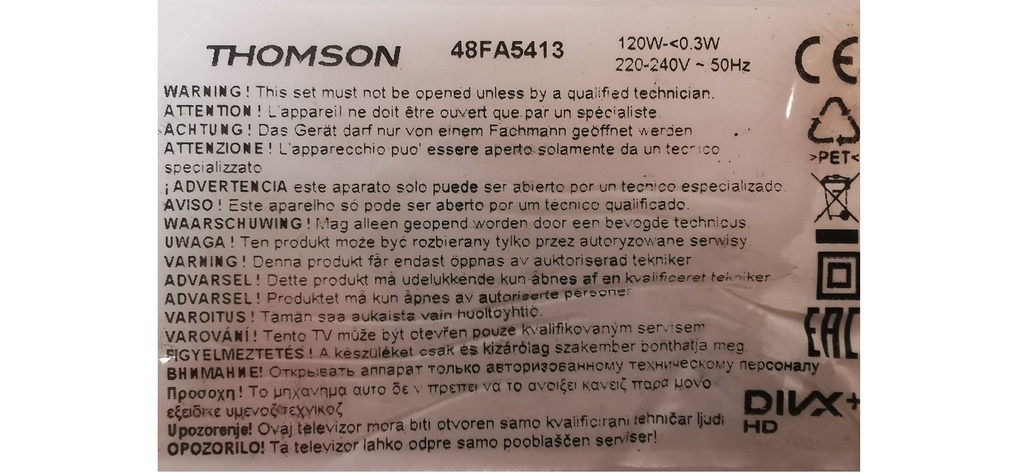 THOMSON 48FA5413 120W-<0.3W
220-240V ~ 50Hz
CE
WARNING ! This set must not be opened unless by a qualified technician.
ATTENTION ! L'appareil ne doit être ouvert que par un spécialiste
ACHTUNG ! Das Gerät darf nur von einem Fachmann geöffnet werden
ATTENZIONE ! L'apparecchio puo' essere aperto solamente da un tecnico
specializzato
>PET<
¡ ADVERTENCIA este aparato solo puede ser abierto por un tecnico especializado.
AVISO ! Este aparelho só pode ser aberto por um técnico qualificado.
WAARSCHUWING ! Mag alleen geopend worden door een bevogde technicus
UWAGA ! Ten produkt może być rozbierany tylko przez autoryzowane serwisy
VARNING ! Denna produkt får endast öppnas av auktoriserad tekniker
ADVARSEL ! Dette produkt må udelukkende kun åbnes af en kvalificeret tekniker
ADVARSEL ! Produktet må kun åpnes av autoriserte personer
VAROITUS ! Tämän saa aukaista vain huoltoyhtiö.
VAROVÁNÍ ! Tento TV může být otevřen pouze kvalifikovaným servisem
FIGYELMEZTETÉS ! A készüléket csak és kizárólag szakember bonthatja meg
EAC
ВНИМАНИЕ! Открывать аппарат только авторизованному техническому персоналу
Προσοχη ! Το μηχανημα αυτο δεν πρεπει να το ανοιξει κανεις παρα μονο
εξειδικευμενος τεχνικος
Upozorenje! Ovaj televizor mora biti otvoren samo kvalificirani tehničar ljudi
OPOZORILO! Ta televizor lahko odpre samo pooblaščen serviser!
DIVX+
HD